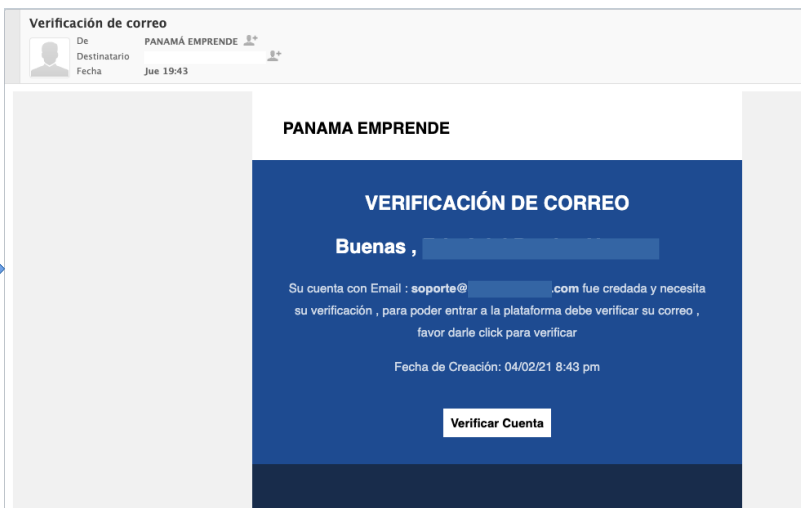 Verificación de correo
De PANAMÁ EMPRENDE
Destinatario
Fecha Jue 19:43
PANAMA EMPRENDE
VERIFICACIÓN DE CORREO
Buenas ,
Su cuenta con Email : soporte@ .com fue credada y necesita
su verificación , para poder entrar a la plataforma debe verificar su correo ,
favor darle click para verificar
Fecha de Creación: 04/02/21 8:43 pm
Verificar Cuenta